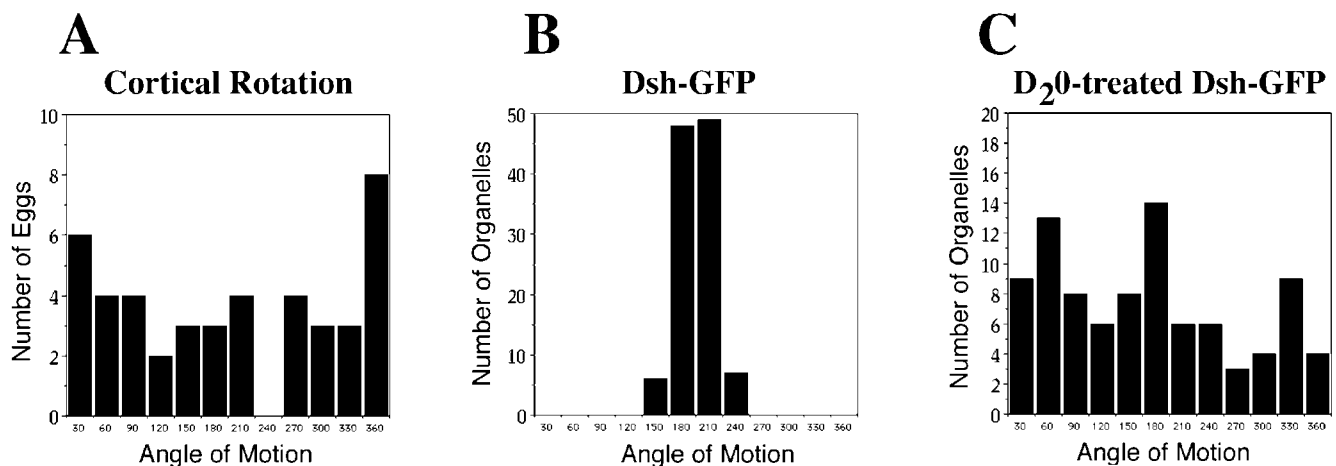 A
Cortical Rotation
10
8
6
4
2
0
Number of Eggs
30 60 90 120 150 180 210 240 270 300 330 360
Angle of Motion
B
Dsh-GFP
50
40
30
20
10
0
Number of Organelles
30 60 90 120 150 180 210 240 270 300 330 360
Angle of Motion
C
D20-treated Dsh-GFP
20
18
16
14
12
10
8
6
4
2
0
Number of Organelles
30 60 90 120 150 180 210 240 270 300 330 360
Angle of Motion